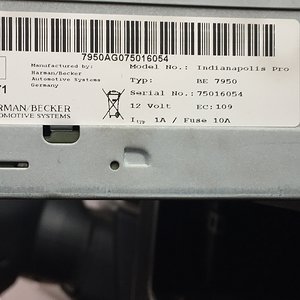 7950AG075016054
Manufactured by:
Harman/Becker
Automotive Systems
Germany
Model No.: Indianapolis Pro
Typ: BE 7950
Serial No.: 75016054
12 Volt EC: 109
Ityp 1A / Fuse 10A
71
RMAN/BECKER
OMOTIVE SYSTEMS